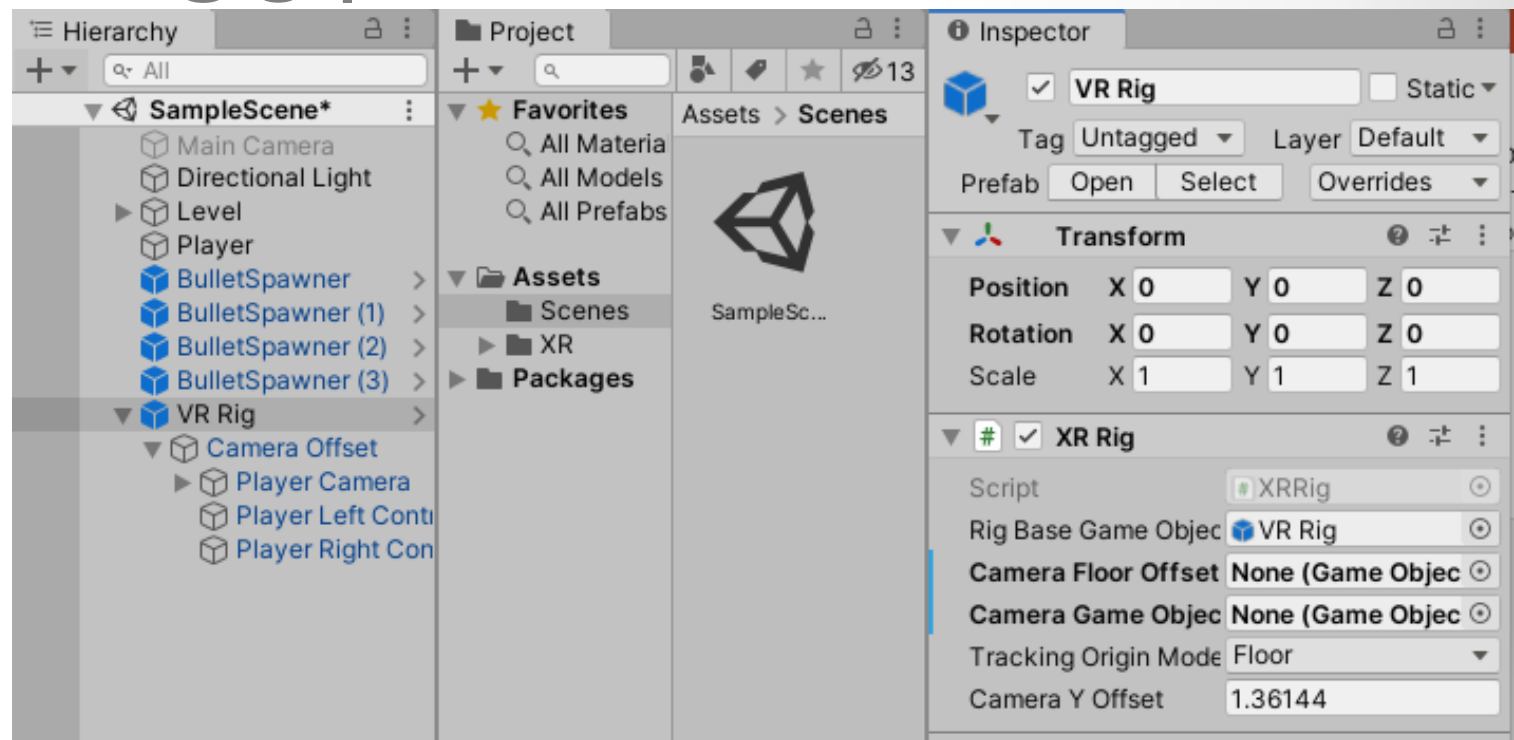 Hierarchy
All
SampleScene*
Main Camera
Directional Light
Level
Player
BulletSpawner
BulletSpawner (1)
BulletSpawner (2)
BulletSpawner (3)
VR Rig
Camera Offset
Player Camera
Player Left Contr
Player Right Con
Project
13
Favorites
All Materia
All Models
All Prefabs
Assets
Scenes
XR
Packages
Assets > Scenes
SampleSc...
Inspector
VR Rig Static
Tag Untagged Layer Default
Prefab Open Select Overrides
Transform
Position X 0 Y 0 Z 0
Rotation X 0 Y 0 Z 0
Scale X 1 Y 1 Z 1
# XR Rig
Script # XRRig
Rig Base Game Objec VR Rig
Camera Floor Offset None (Game Objec
Camera Game Objec None (Game Objec
Tracking Origin Mode Floor
Camera Y Offset 1.36144